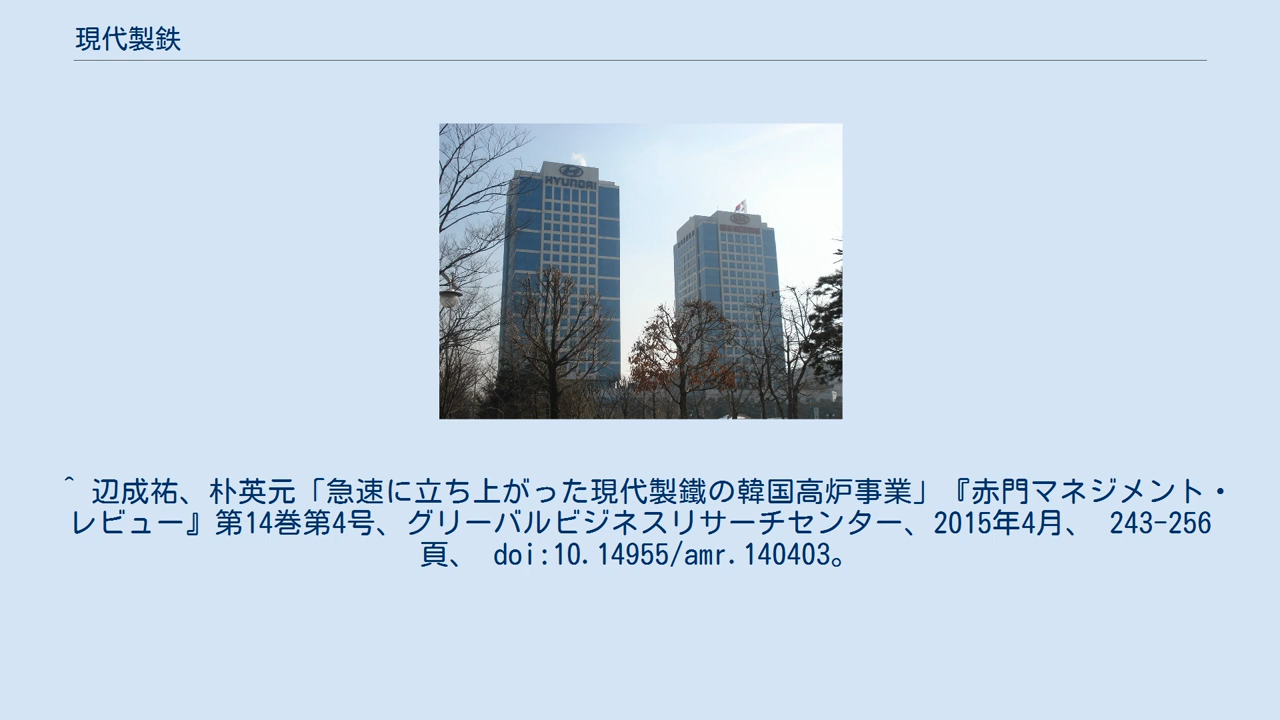 現代製鉄
HYUNDAI
^ 辺成祐、朴英元「急速に立ち上がった現代製鐵の韓国高炉事業」『赤門マネジメント・
レビュー』第14巻第4号、グリーバルビジネスリサーチセンター、2015年4月、 243-256
頁、 doi:10.14955/amr.140403。